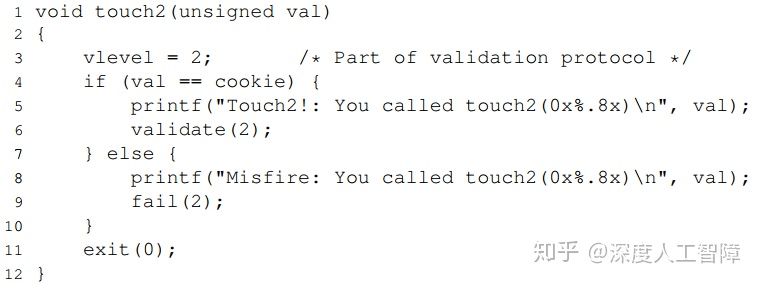 1 void touch2(unsigned val)
2 {
3     vlevel = 2;       /* Part of validation protocol */
4     if (val == cookie) {
5         printf("Touch2!: You called touch2(0x%.8x)\n", val);
6         validate(2);
7     } else {
8         printf("Misfire: You called touch2(0x%.8x)\n", val);
9         fail(2);
10     }
11     exit(0);
12 }
知乎 @深度人工智障